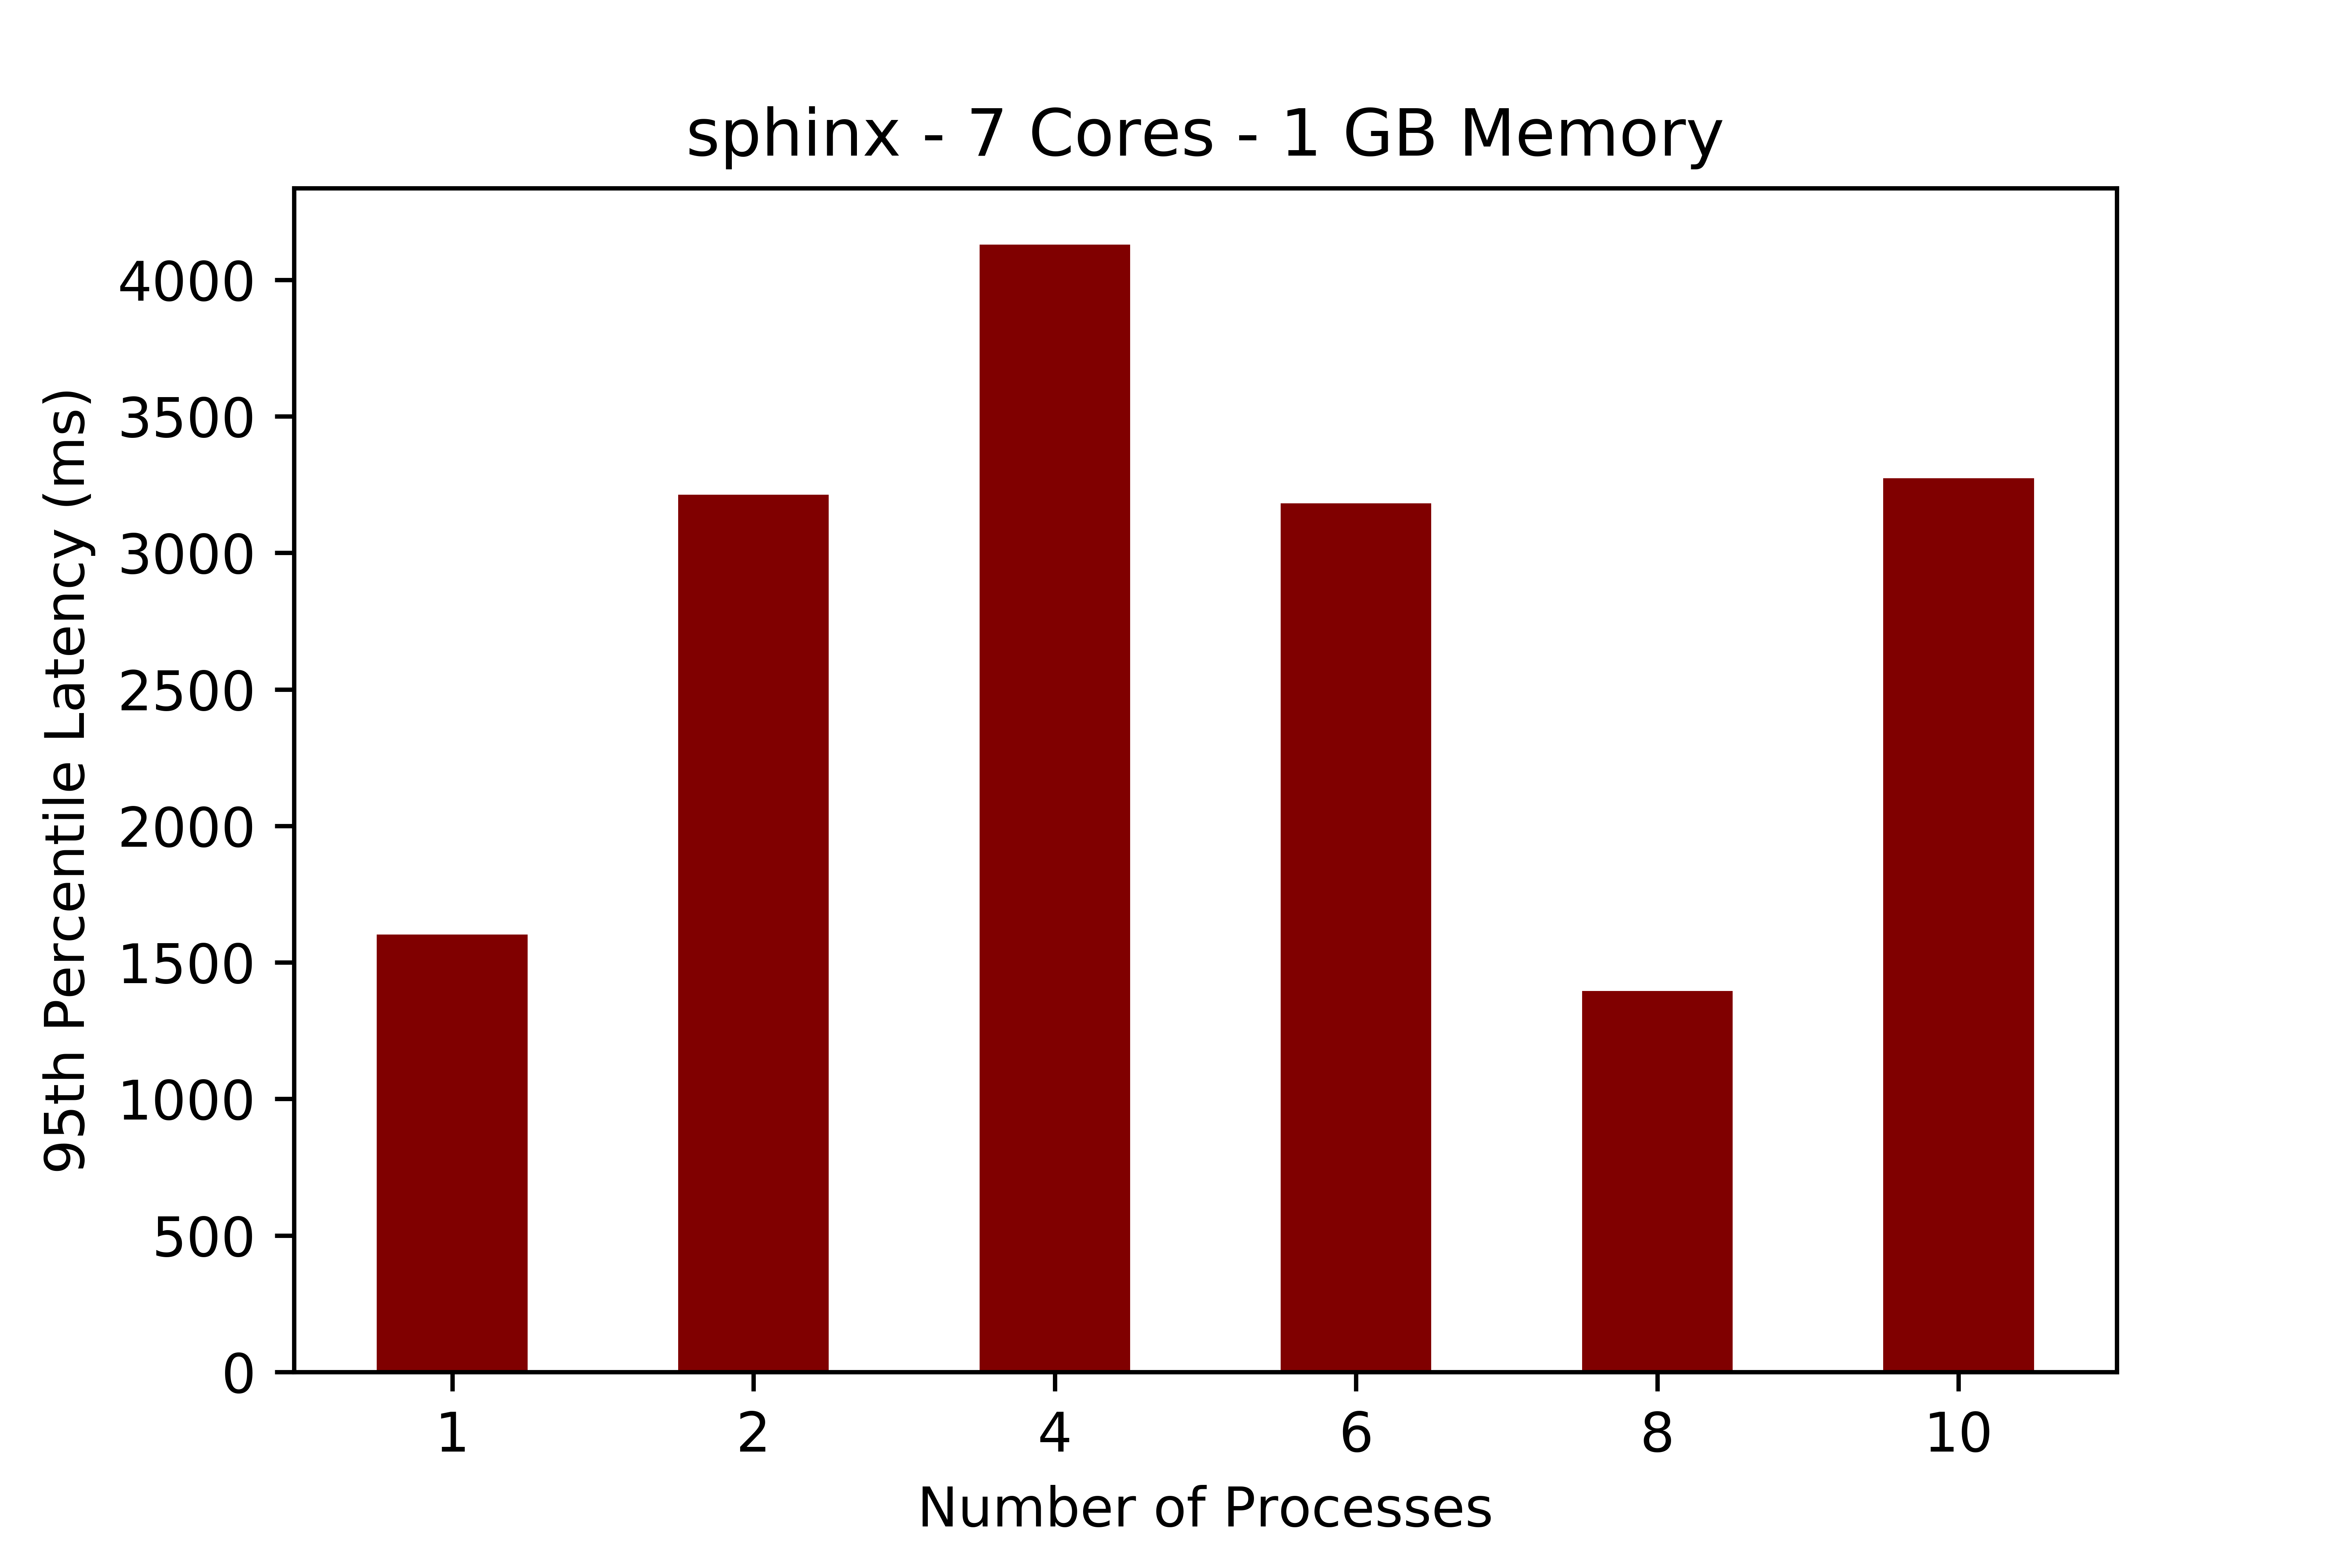 sphinx - 7 Cores - 1 GB Memory
95th Percentile Latency (ms)
4000
3500
3000
2500
2000
1500
1000
500
0
1 2 4 6 8 10
Number of Processes